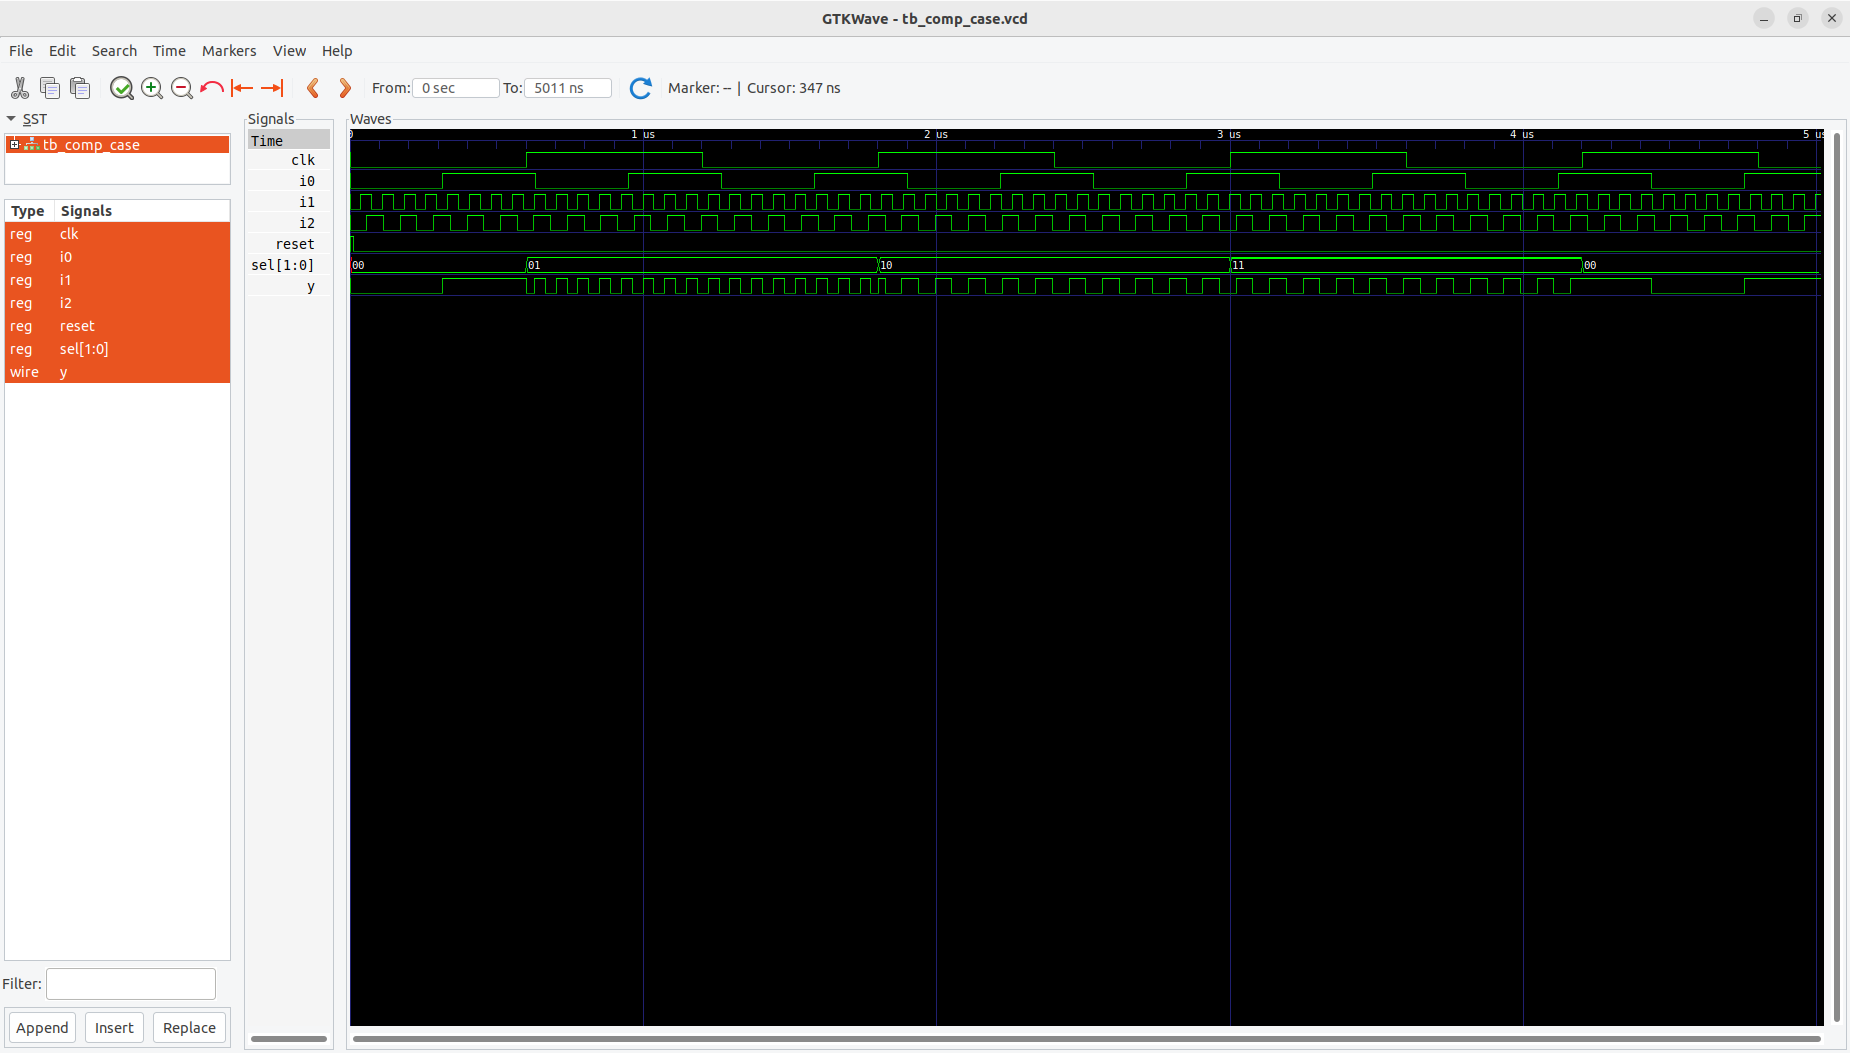 GTKWave - tb_comp_case.vcd
File Edit Search Time Markers View Help
From: 0 sec To: 5011 ns Marker: -- | Cursor: 347 ns
SST
tb_comp_case
Type Signals
reg clk
reg i0
reg i1
reg i2
reg reset
reg sel[1:0]
wire y
Filter:
Append Insert Replace
Signals
Time
clk
i0
i1
i2
reset
sel[1:0]
y
Waves
0 1 us 2 us 3 us 4 us 5 us
00 01 10 11 00